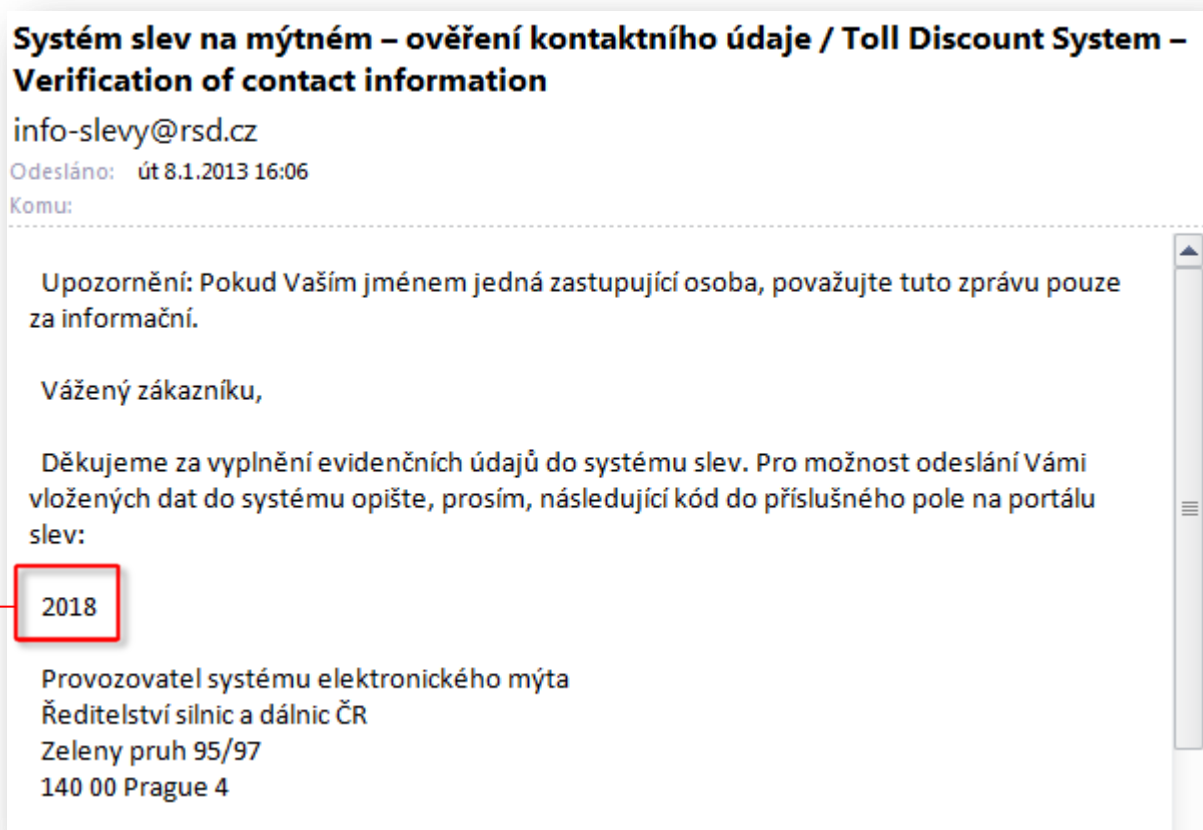 Systém slev na mýtném – ověření kontaktního údaje / Toll Discount System –
Verification of contact information
info-slevy@rsd.cz
Odesláno: út 8.1.2013 16:06
Komu:
Upozornění: Pokud Vaším jménem jedná zastupující osoba, považujte tuto zprávu pouze
za informační.
Vážený zákazníku,
Děkujeme za vyplnění evidenčních údajů do systému slev. Pro možnost odeslání Vámi
vložených dat do systému opište, prosím, následující kód do příslušného pole na portálu
slev:
2018
Provozovatel systému elektronického mýta
Ředitelství silnic a dálnic ČR
Zeleny pruh 95/97
140 00 Prague 4